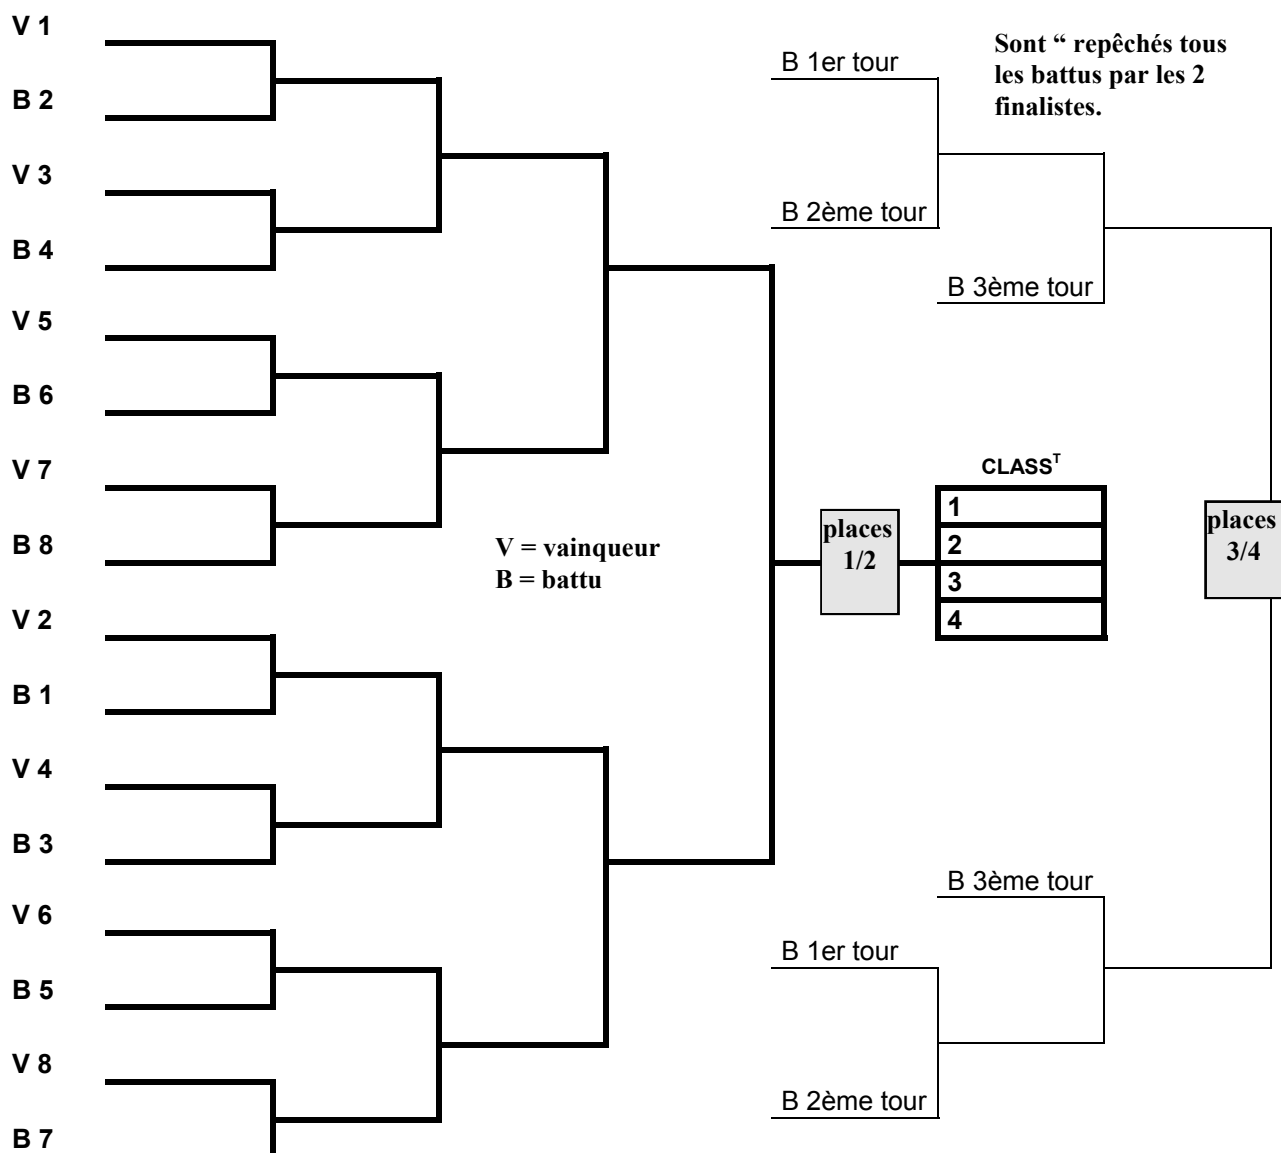 V 1
B 2
V 3
B 4
V 5
B 6
V 7
B 8
V 2
B 1
V 4
B 3
V 6
B 5
V 8
B 7
V = vainqueur
B = battu
B 1er tour
B 2ème tour
B 3ème tour
Sont “ repêchés tous
les battus par les 2
finalistes.
places
1/2
CLASSᵀ
1
2
3
4
places
3/4
B 3ème tour
B 1er tour
B 2ème tour